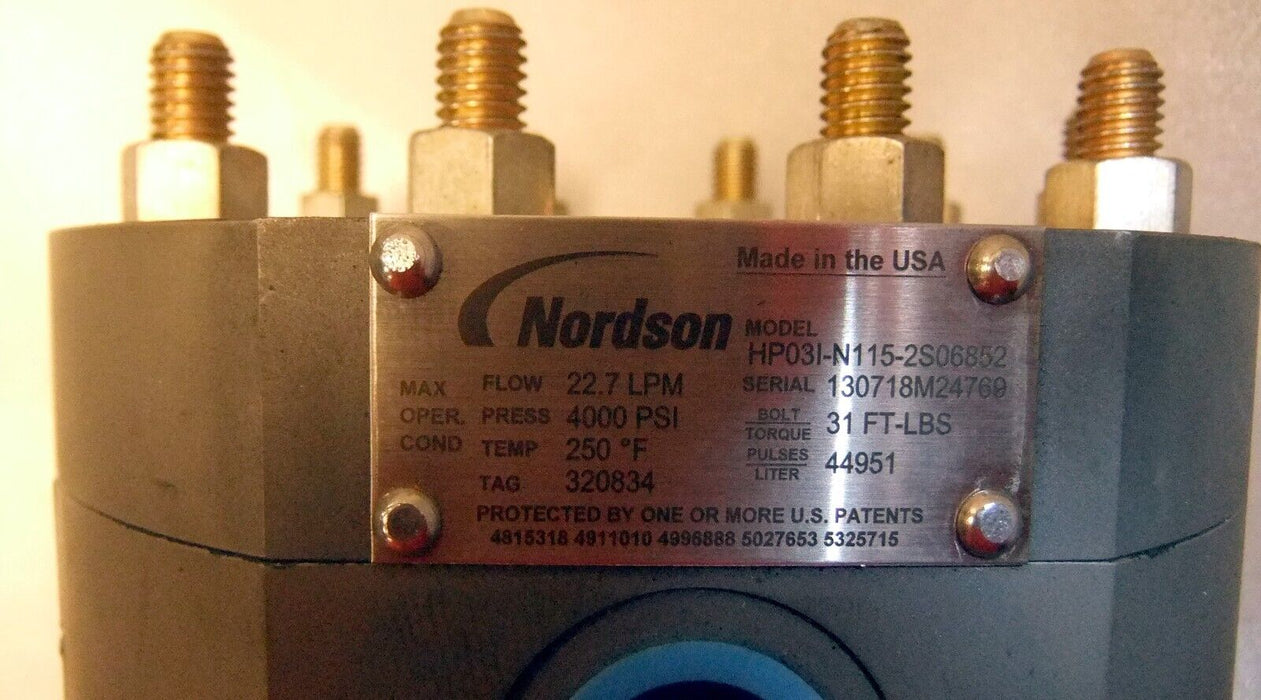 Made in the USA
Nordson
MODEL
HP03I-N115-2S06852
MAX OPER. COND
FLOW 22.7 LPM
PRESS 4000 PSI
TEMP 250 °F
TAG 320834
SERIAL 130718M24769
BOLT TORQUE 31 FT-LBS
PULSES LITER 44951
PROTECTED BY ONE OR MORE U.S. PATENTS
4815318 4911010 4996888 5027653 5325715